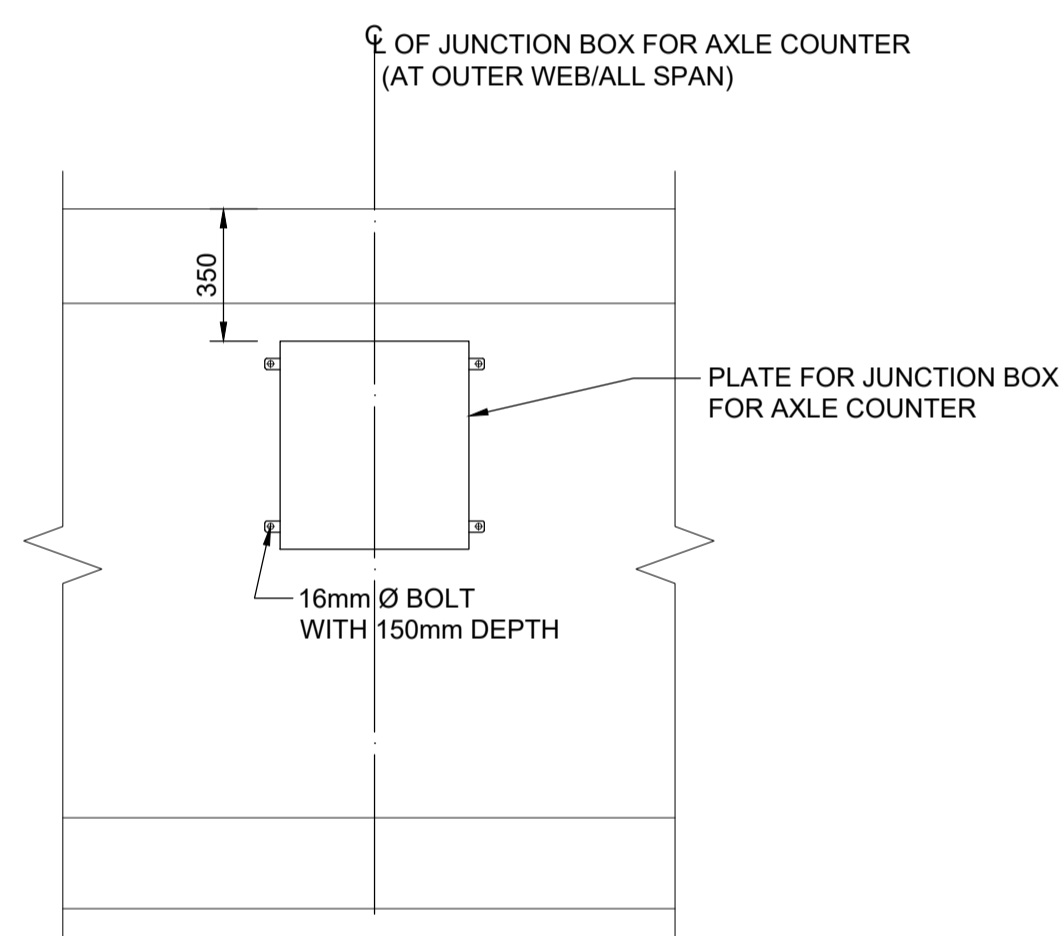 ℄ OF JUNCTION BOX FOR AXLE COUNTER
(AT OUTER WEB/ALL SPAN)
350
PLATE FOR JUNCTION BOX
FOR AXLE COUNTER
16mm Ø BOLT
WITH 150mm DEPTH